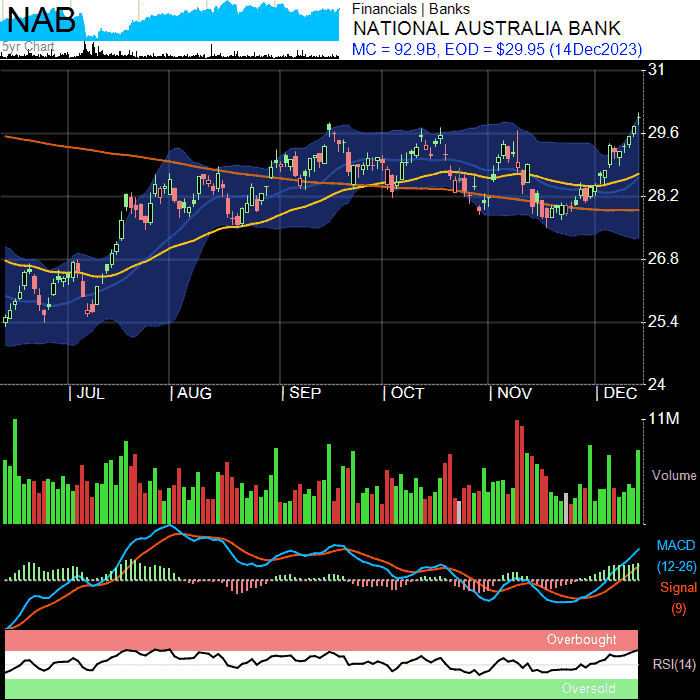 NAB
5yr Chart
Financials | Banks
NATIONAL AUSTRALIA BANK
MC = 92.9B, EOD = $29.95 (14Dec2023)
31
29.6
28.2
26.8
25.4
24
JUL AUG SEP OCT NOV DEC
11M
Volume
MACD
(12-26)
Signal
(9)
Overbought
RSI(14)
Oversold